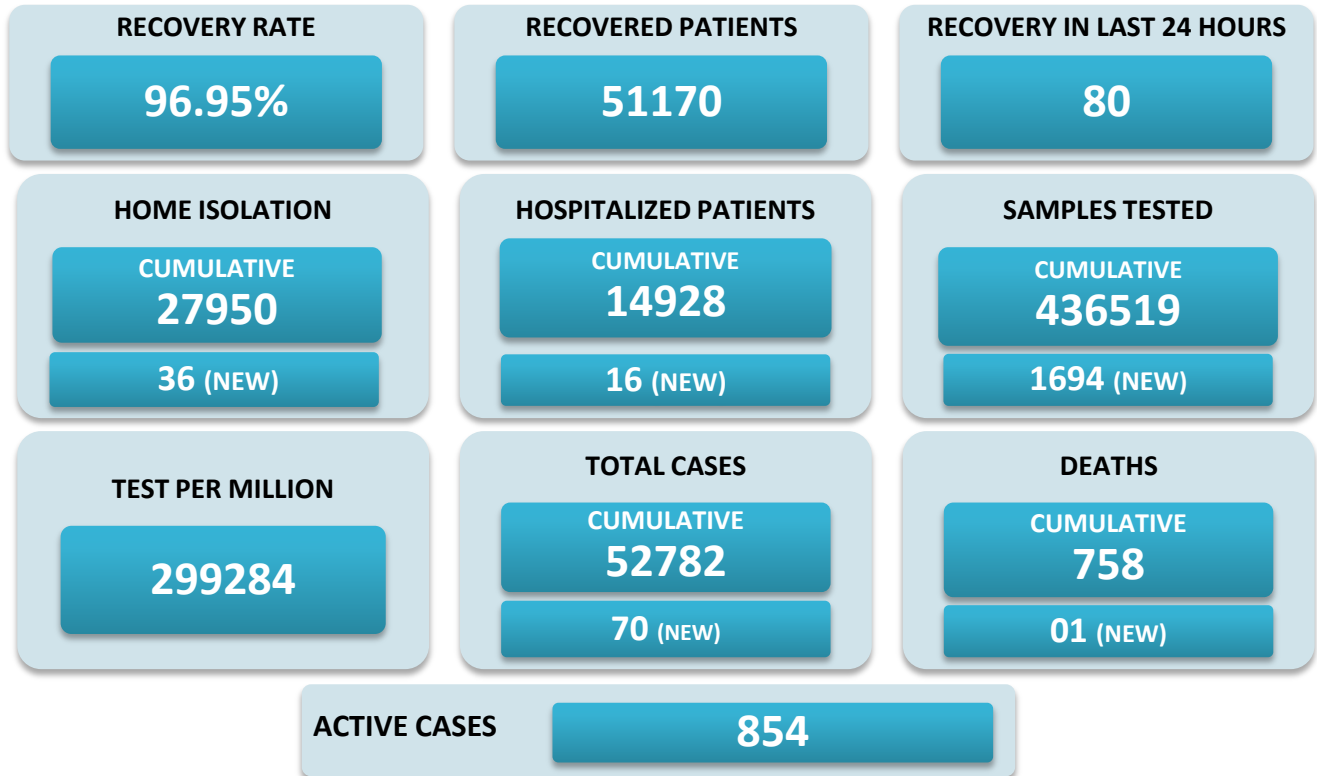 RECOVERY RATE
96.95%
RECOVERED PATIENTS
51170
RECOVERY IN LAST 24 HOURS
80
HOME ISOLATION
CUMULATIVE
27950
36 (NEW)
HOSPITALIZED PATIENTS
CUMULATIVE
14928
16 (NEW)
SAMPLES TESTED
CUMULATIVE
436519
1694 (NEW)
TEST PER MILLION
299284
TOTAL CASES
CUMULATIVE
52782
70 (NEW)
DEATHS
CUMULATIVE
758
01 (NEW)
ACTIVE CASES
854